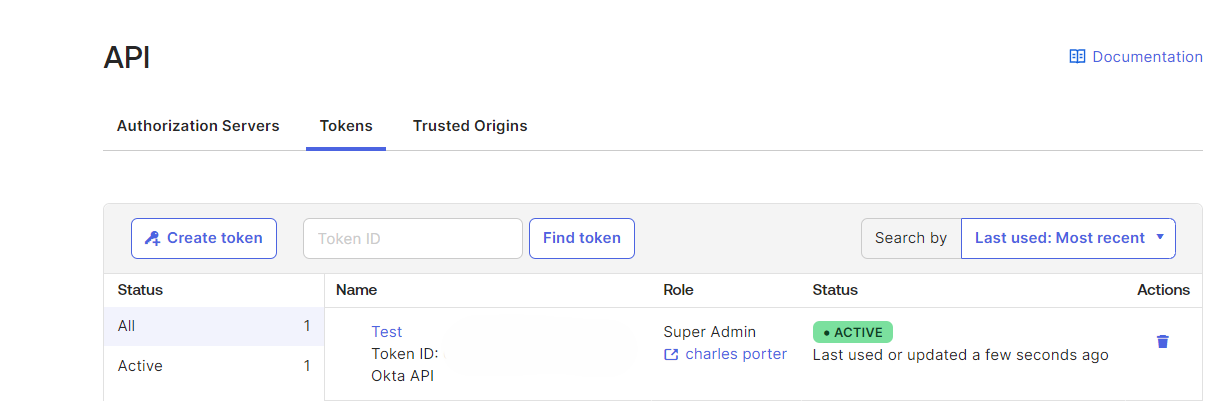 API
Documentation
Authorization Servers Tokens Trusted Origins
Create token Token ID Find token Search by Last used: Most recent
Status Name Role Status Actions
All 1
Active 1
Test
Token ID:
Okta API
Super Admin
charles porter
• ACTIVE
Last used or updated a few seconds ago